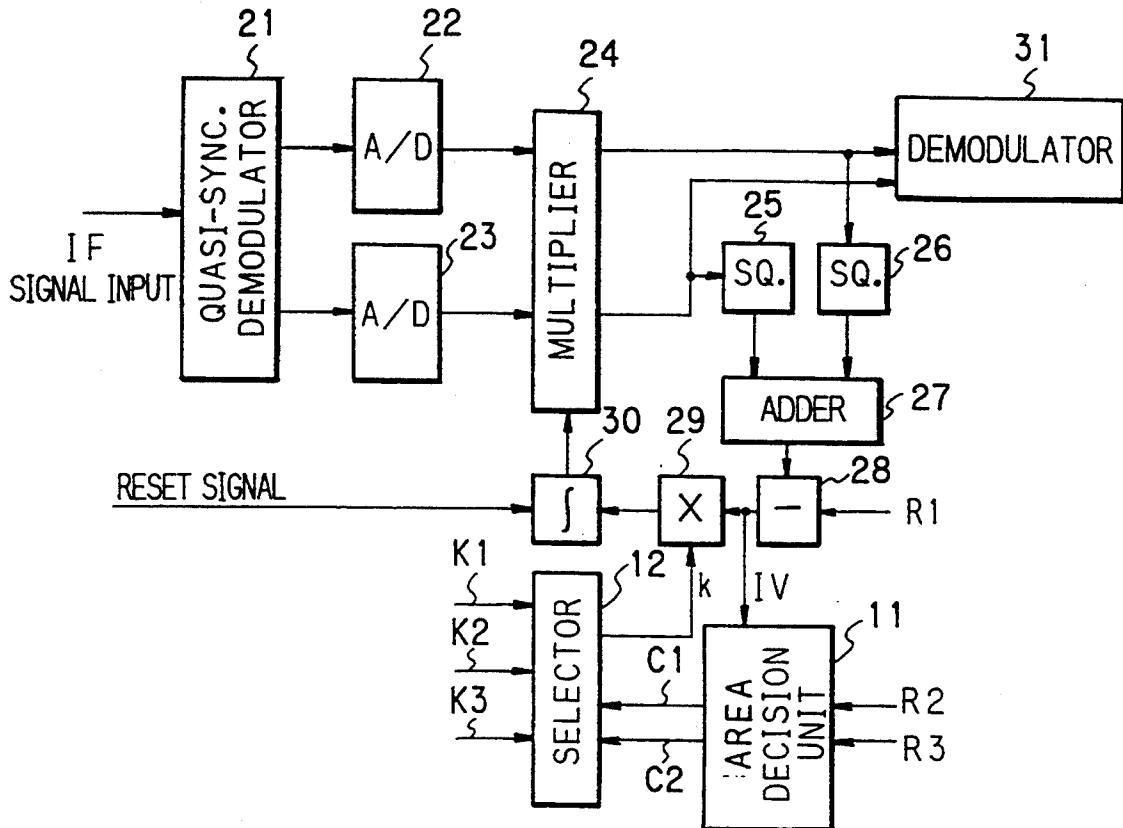 21
22
24
31
QUASI-SYNC.
DEMODULATOR
A/D
MULTIPLIER
DEMODULATOR
IF
SIGNAL INPUT
23
A/D
25
SQ.
26
SQ.
ADDER
27
30
29
28
RESET SIGNAL
∫
X
−
R1
K1
12
k
IV
11
K2
SELECTOR
C1
AREA
DECISION
UNIT
R2
K3
C2
R3